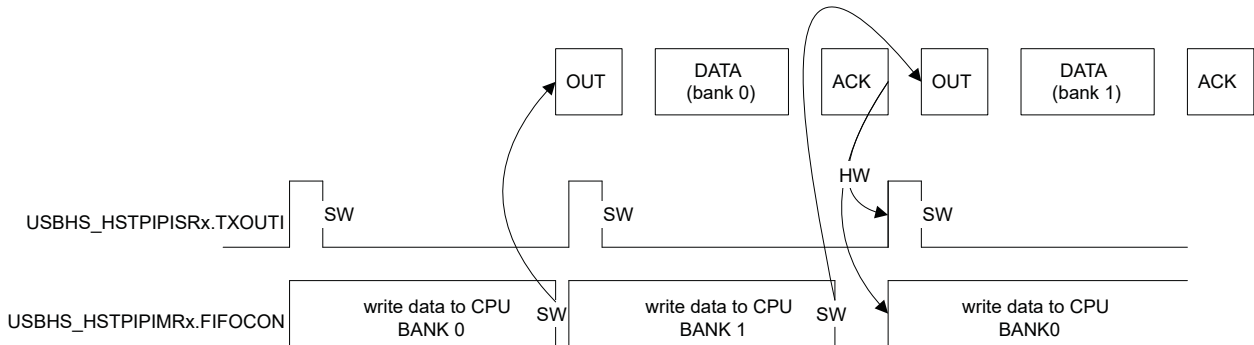 OUT
DATA
(bank 0)
ACK
OUT
DATA
(bank 1)
ACK
HW
USBHS_HSTPIPISRx.TXOUTI
SW
SW
SW
USBHS_HSTPIPIMRx.FIFOCON
write data to CPU
BANK 0
SW
write data to CPU
BANK 1
SW
write data to CPU
BANK0